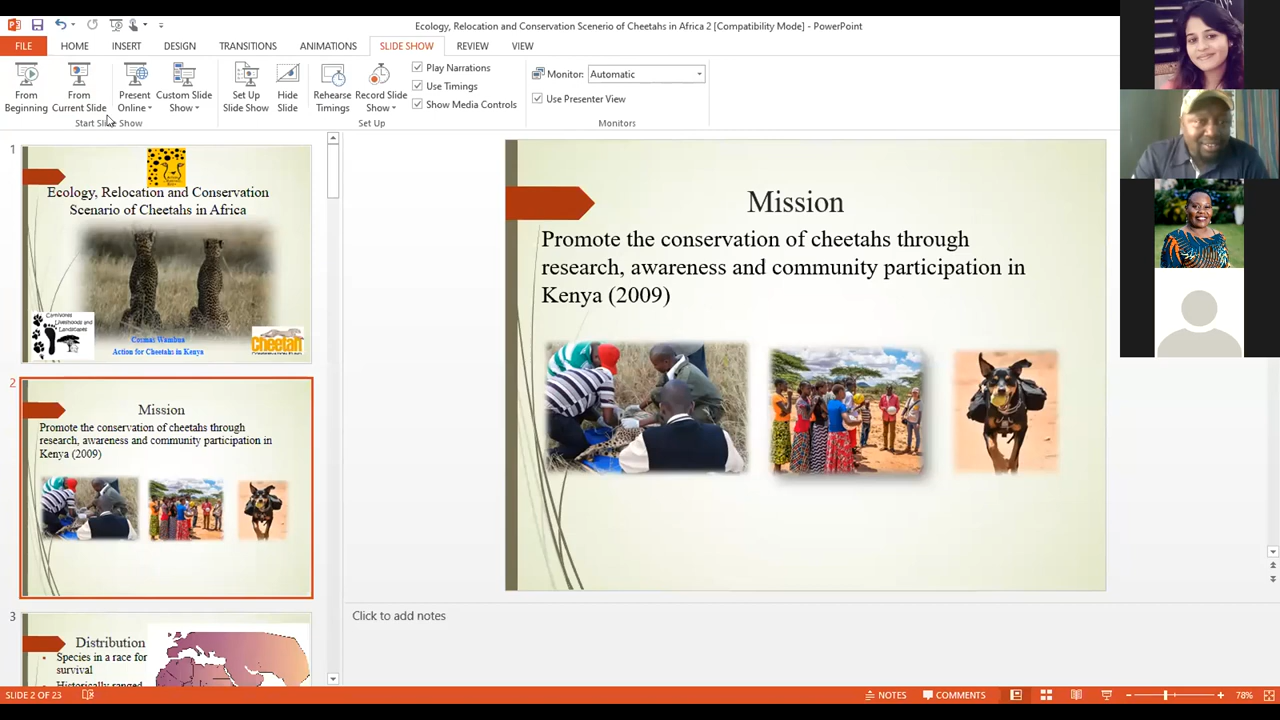 Ecology, Relocation and Conservation Scenerio of Cheetahs in Africa 2 [Compatibility Mode] - PowerPoint
FILE
HOME
INSERT
DESIGN
TRANSITIONS
ANIMATIONS
SLIDE SHOW
REVIEW
VIEW
From Beginning
From Current Slide
Present Online
Custom Slide Show
Set Up Slide Show
Hide Slide
Rehearse Timings
Record Slide Show
Play Narrations
Use Timings
Show Media Controls
Monitor: Automatic
Use Presenter View
Start Slide Show
Set Up
Monitors
1
Ecology, Relocation and Conservation
Scenario of Cheetahs in Africa
Carnivores
Livelihoods and
Landscapes
Cosmas Wambua
Action for Cheetahs in Kenya
Cheetah
CONSERVATION FUND
2
Mission
Promote the conservation of cheetahs through
research, awareness and community participation in
Kenya (2009)
3
Distribution
Species in a race for
survival
Historically ranged
Mission
Promote the conservation of cheetahs through
research, awareness and community participation in
Kenya (2009)
Click to add notes
SLIDE 2 OF 23
NOTES
COMMENTS
78%